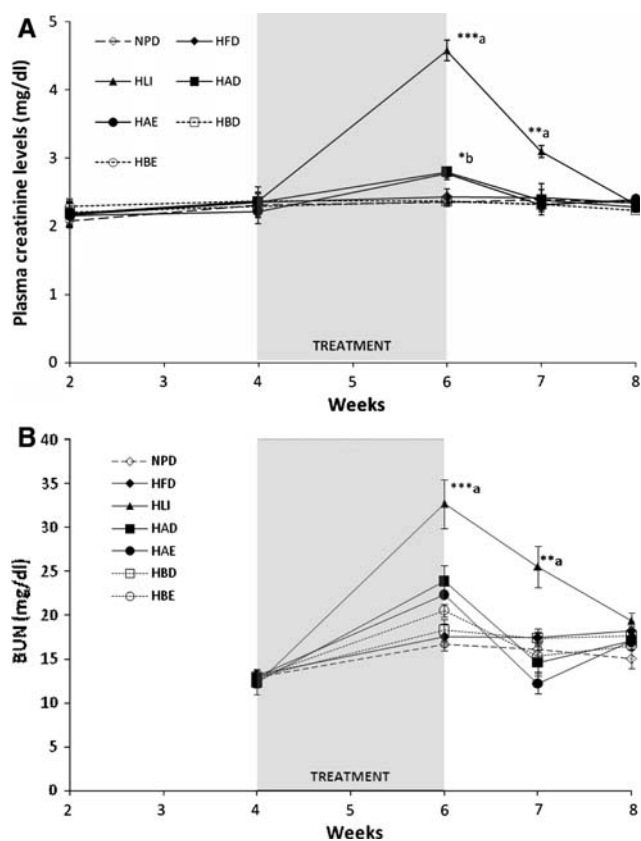 A
5
4
3
2
1
0
Plasma creatinine levels (mg/dl)
NPD HFD
HLI HAD
HAE HBD
HBE
***a
**a
*b
TREATMENT
2 3 4 5 6 7 8
Weeks
B
40
35
30
25
20
15
10
5
0
BUN (mg/dl)
NPD
HFD
HLI
HAD
HAE
HBD
HBE
***a
**a
TREATMENT
2 3 4 5 6 7 8
Weeks